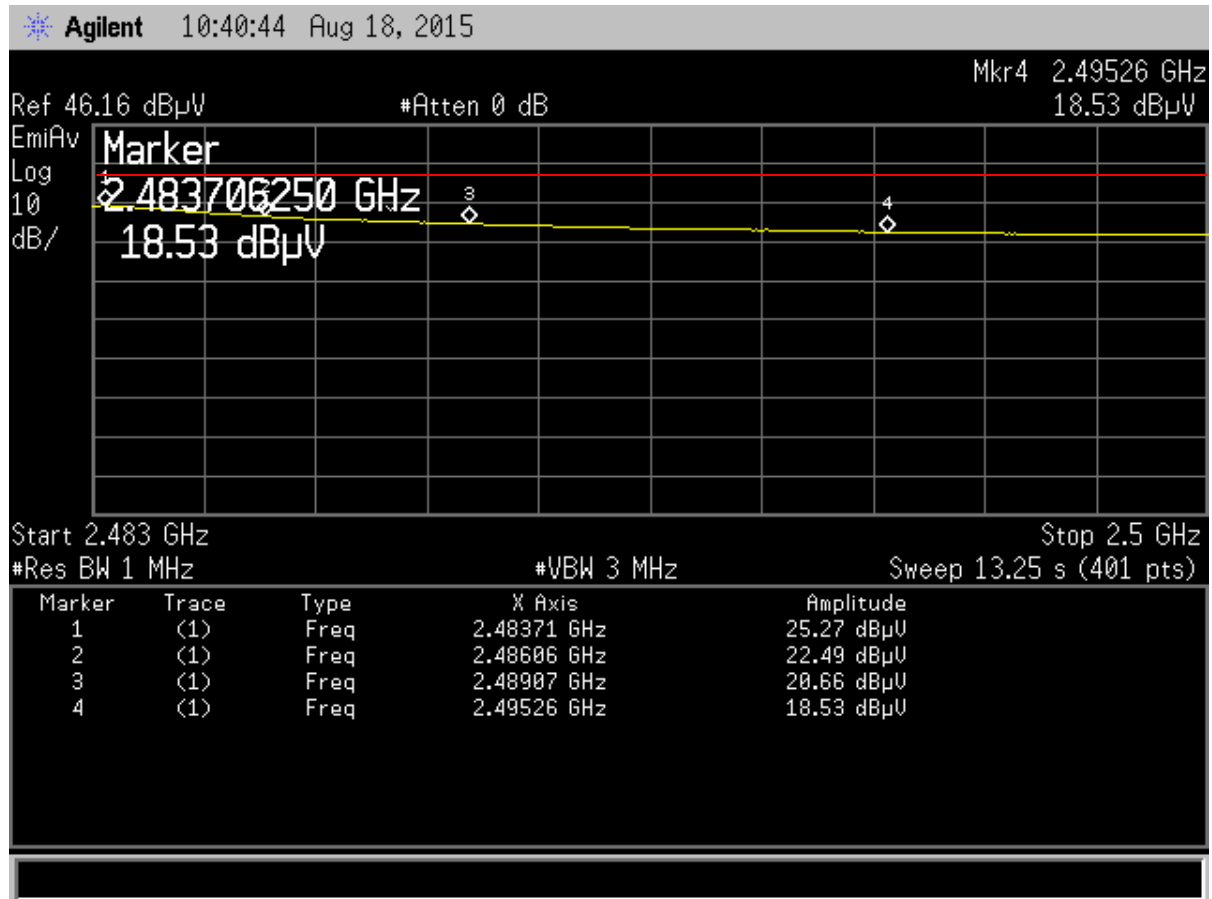 Agilent 10:40:44 Aug 18, 2015
Mkr4 2.49526 GHz
Ref 46.16 dBµV #Atten 0 dB 18.53 dBµV
EmiAv
Log
10
dB/
Marker
2.483706250 GHz
18.53 dBµV
1
3
4
Start 2.483 GHz Stop 2.5 GHz
#Res BW 1 MHz #VBW 3 MHz Sweep 13.25 s (401 pts)
Marker Trace Type X Axis Amplitude
1 (1) Freq 2.48371 GHz 25.27 dBµV
2 (1) Freq 2.48606 GHz 22.49 dBµV
3 (1) Freq 2.48907 GHz 20.66 dBµV
4 (1) Freq 2.49526 GHz 18.53 dBµV